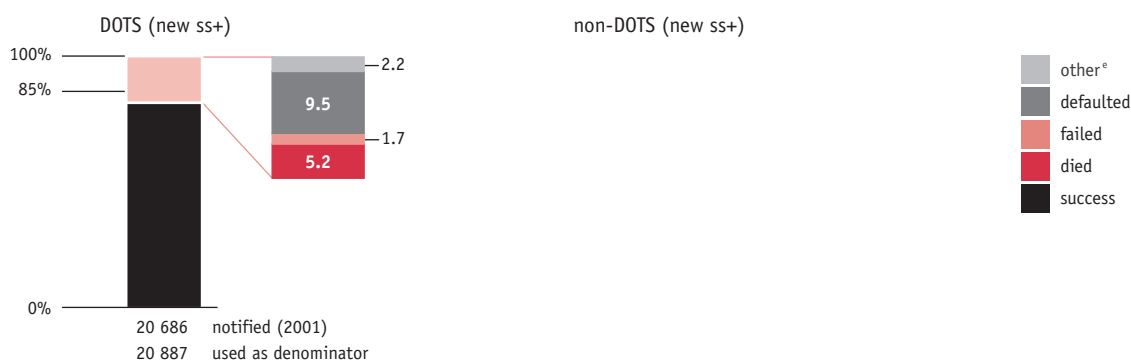 DOTS (new ss+)
non-DOTS (new ss+)
100%
85%
0%
2.2
9.5
1.7
5.2
other e
defaulted
failed
died
success
20 686 notified (2001)
20 887 used as denominator